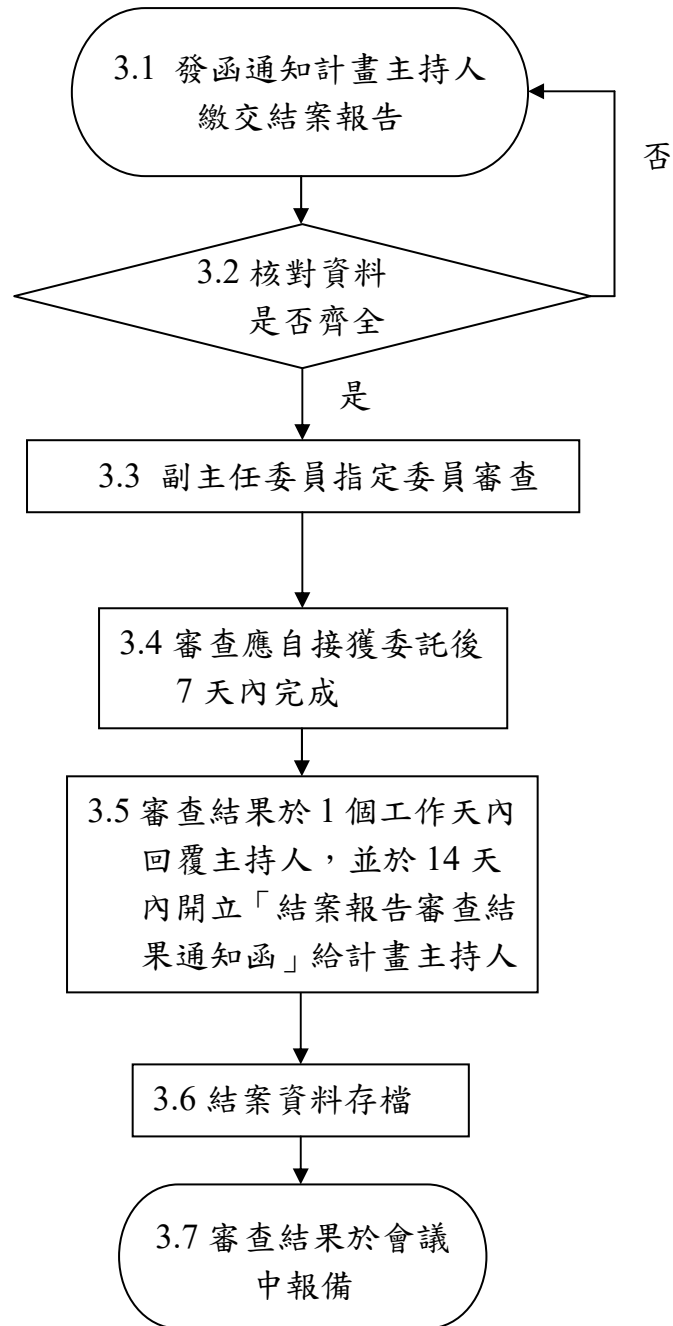 3.1 發函通知計畫主持人
繳交結案報告
否
3.2 核對資料
是否齊全
是
3.3 副主任委員指定委員審查
3.4 審查應自接獲委託後
7 天內完成
3.5 審查結果於 1 個工作天內
回覆主持人，並於 14 天
內開立「結案報告審查結
果通知函」給計畫主持人
3.6 結案資料存檔
3.7 審查結果於會議
中報備